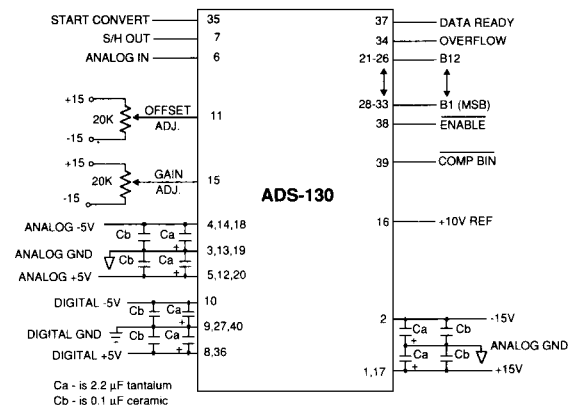 START CONVERT 35
S/H OUT 7
ANALOG IN 6
+15
20K
-15
OFFSET
ADJ.
11
+15
20K
-15
GAIN
ADJ.
15
ANALOG -5V 4,14,18
Cb Ca
+
ANALOG GND 3,13,19
Cb Ca
+
ANALOG +5V 5,12,20
DIGITAL -5V 10
Cb Ca
+
DIGITAL GND 9,27,40
Cb Ca
+
DIGITAL +5V 8,36
Ca - is 2.2 µF tantalum
Cb - is 0.1 µF ceramic
ADS-130
37 DATA READY
34 OVERFLOW
21-26 B12
28-33 B1 (MSB)
38 ENABLE
39 COMP BIN
16 +10V REF
2 -15V
Ca Cb
+
ANALOG GND
Ca Cb
+
1,17 +15V